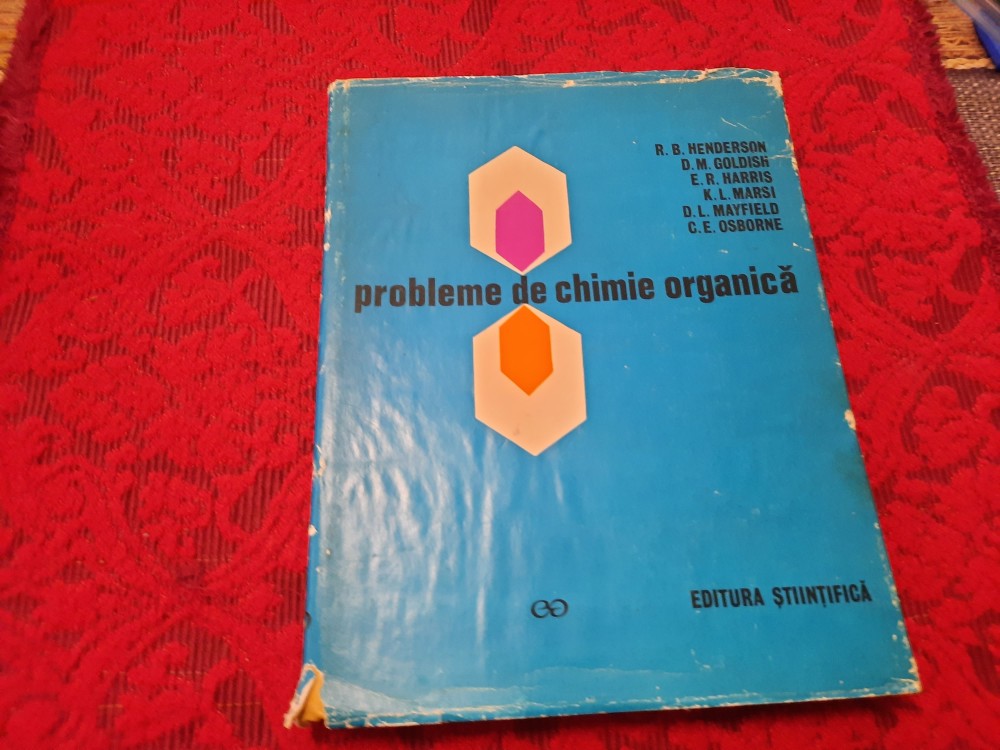 R. B. HENDERSON
D. M. GOLDISH
E. R. HARRIS
K. L. MARSI
D. L. MAYFIELD
C. E. OSBORNE
probleme de chimie organică
EDITURA ȘTIINȚIFICĂ